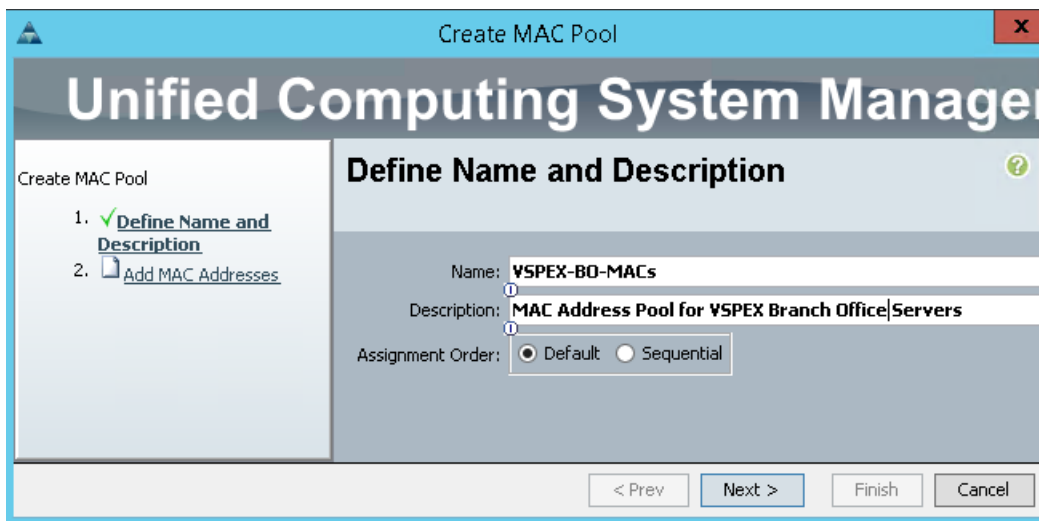 Create MAC Pool
X
Unified Computing System Manager
Create MAC Pool
1. Define Name and
Description
2. Add MAC Addresses
Define Name and Description
?
Name: VSPEX-BO-MACs
Description: MAC Address Pool for VSPEX Branch Office Servers
Assignment Order: Default Sequential
< Prev Next > Finish Cancel